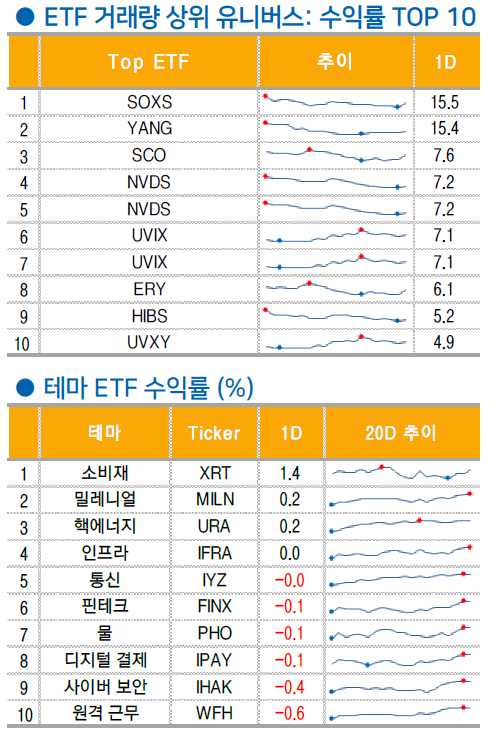 ● ETF 거래량 상위 유니버스: 수익률 TOP 10
Top ETF 추이 1D
1 SOXS 15.5
2 YANG 15.4
3 SCO 7.6
4 NVDS 7.2
5 NVDS 7.2
6 UVIX 7.1
7 UVIX 7.1
8 ERY 6.1
9 HIBS 5.2
10 UVXY 4.9
● 테마 ETF 수익률 (%)
테마 Ticker 1D 20D 추이
1 소비재 XRT 1.4
2 밀레니얼 MILN 0.2
3 핵에너지 URA 0.2
4 인프라 IFRA 0.0
5 통신 IYZ -0.0
6 핀테크 FINX -0.1
7 물 PHO -0.1
8 디지털 결제 IPAY -0.1
9 사이버 보안 IHAK -0.4
10 원격 근무 WFH -0.6